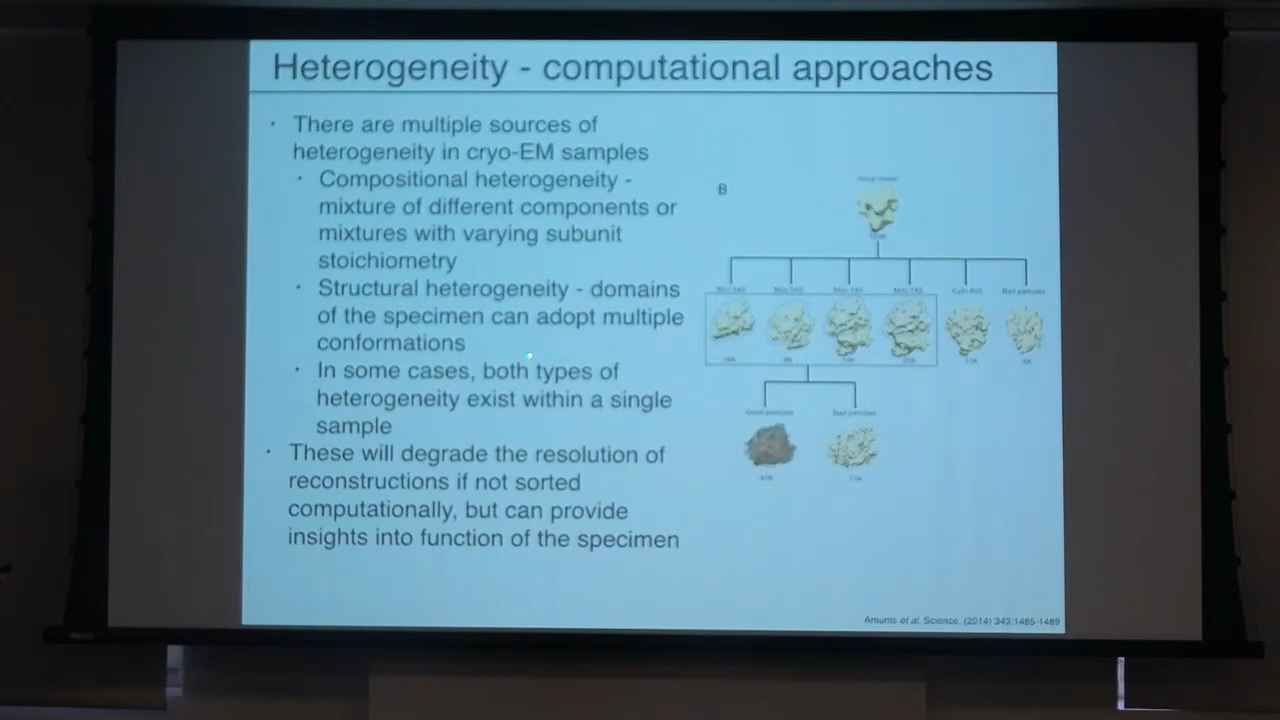 Heterogeneity - computational approaches
· There are multiple sources of
heterogeneity in cryo-EM samples
· Compositional heterogeneity -
mixture of different components or
mixtures with varying subunit
stoichiometry
· Structural heterogeneity - domains
of the specimen can adopt multiple
conformations
· In some cases, both types of
heterogeneity exist within a single
sample
· These will degrade the resolution of
reconstructions if not sorted
computationally, but can provide
insights into function of the specimen
B
Bad particles
Good particles
Bad particles
Amunts et al. Science. (2014) 343:1485-1489